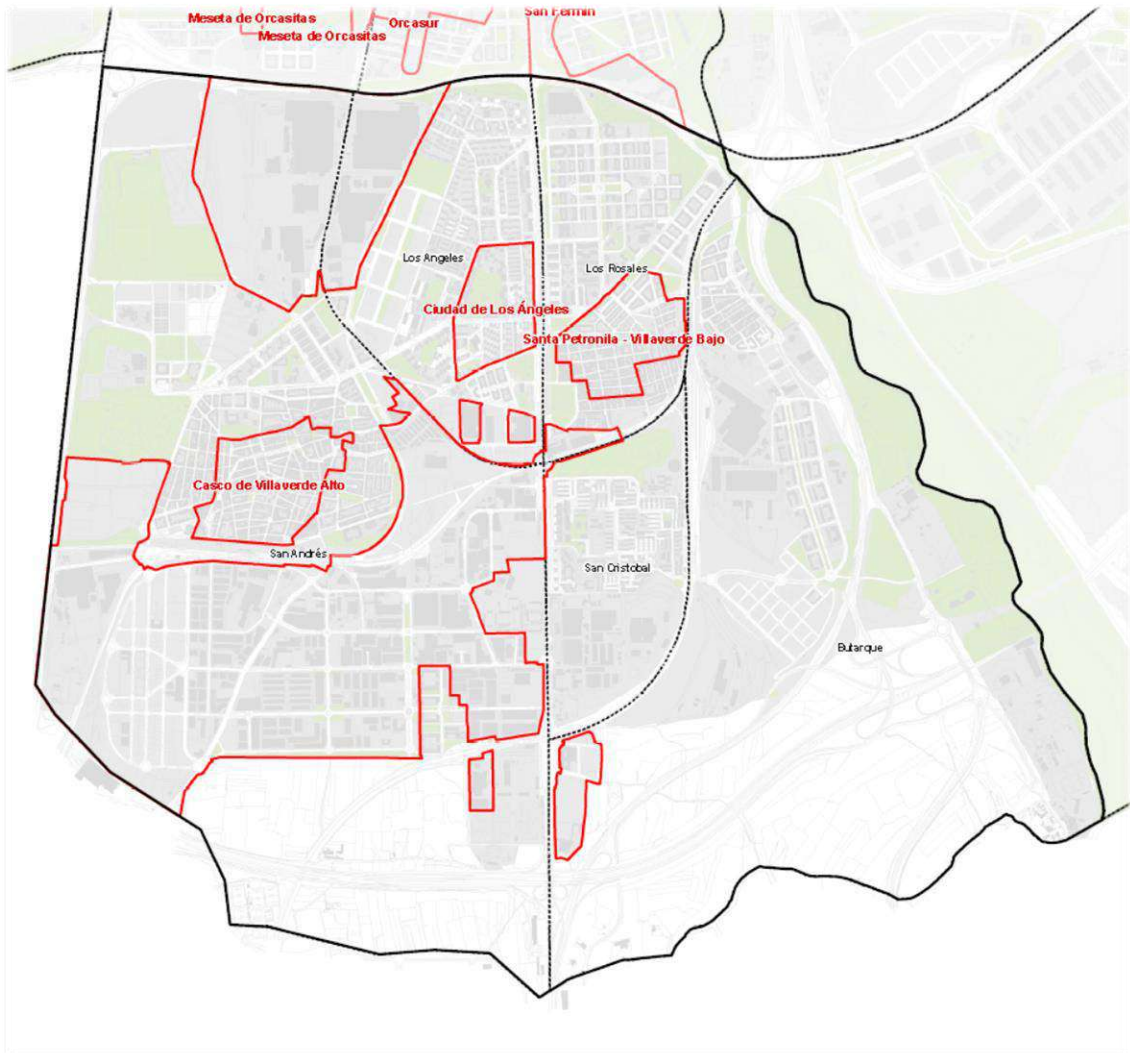 San Fermín
Meseta de Orcasitas
Orcasur
Meseta de Orcasitas
Los Angeles
Los Rosales
Ciudad de Los Ángeles
Santa Petronila - Villaverde Bajo
Casco de Villaverde Alto
San Andrés
San Cristobal
Butarque